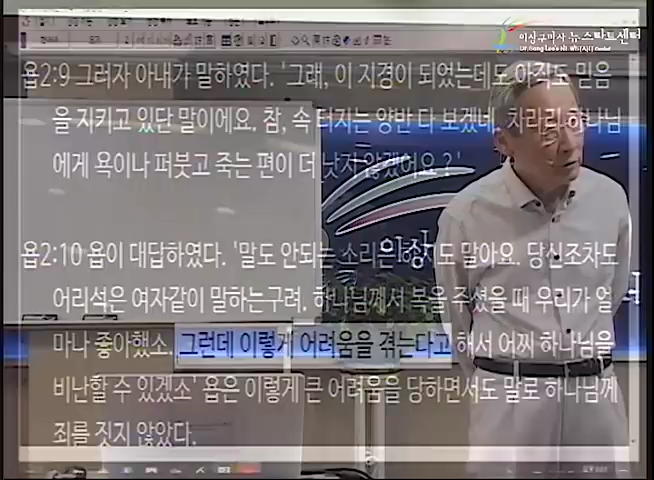 이상구박사 뉴스타트센터
욥2:9 그러자 아내가 말하였다. '그래, 이 지경이 되었는데도 아직도 믿음
을 지키고 있단 말이에요. 참, 속 터지는 양반 다 보겠네. 차라리 하나님
에게 욕이나 퍼붓고 죽는 편이 더 낫지 않겠어요?'
욥2:10 욥이 대답하였다. '말도 안되는 소리 도 말아요. 당신조차도
어리석은 여자같이 말하는구려. 하나님께서 복을 주셨을 때 우리가 얼
마나 좋아했소. 그런데 이렇게 어려움을 겪는다고 해서 어찌 하나님을
비난할 수 있겠소' 욥은 이렇게 큰 어려움을 당하면서도 말로 하나님께
죄를 짓지 않았다.